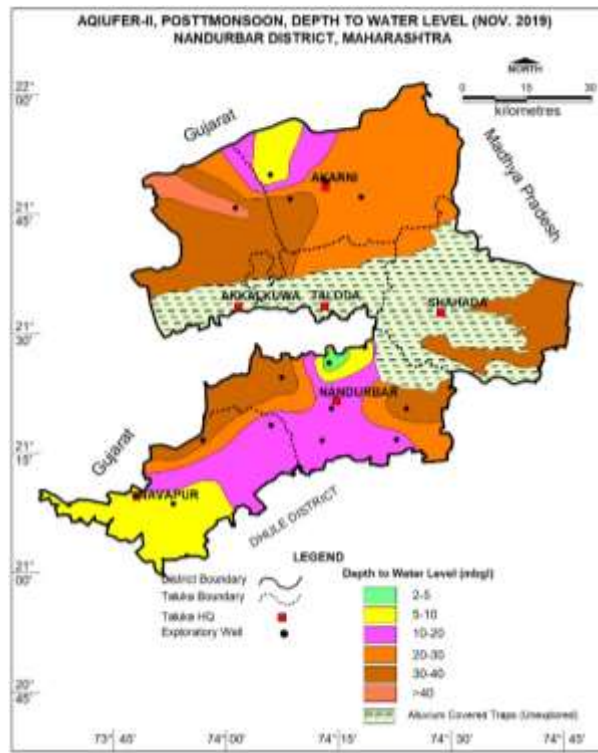 AQIUFER-II, POSTTMONSOON, DEPTH TO WATER LEVEL (NOV. 2019)
NANDURBAR DISTRICT, MAHARASHTRA
NORTH
0 15 30
kilometres
22° 00'
21° 45'
21° 30'
21° 15'
21° 00'
20° 45'
Gujarat
Madhya Pradesh
AKARNI
AKKALKUWA
TALODA
SHAHADA
NANDURBAR
Gujarat
NAVAPUR
DHULE DISTRICT
LEGEND
District Boundary
Taluka Boundary
Taluka HQ
Exploratory Well
Depth to Water Level (mbgl)
2-5
5-10
10-20
20-30
30-40
>40
Alluvium Covered Traps (Unexplored)
73° 45' 74° 00' 74° 15' 74° 30' 74° 45'